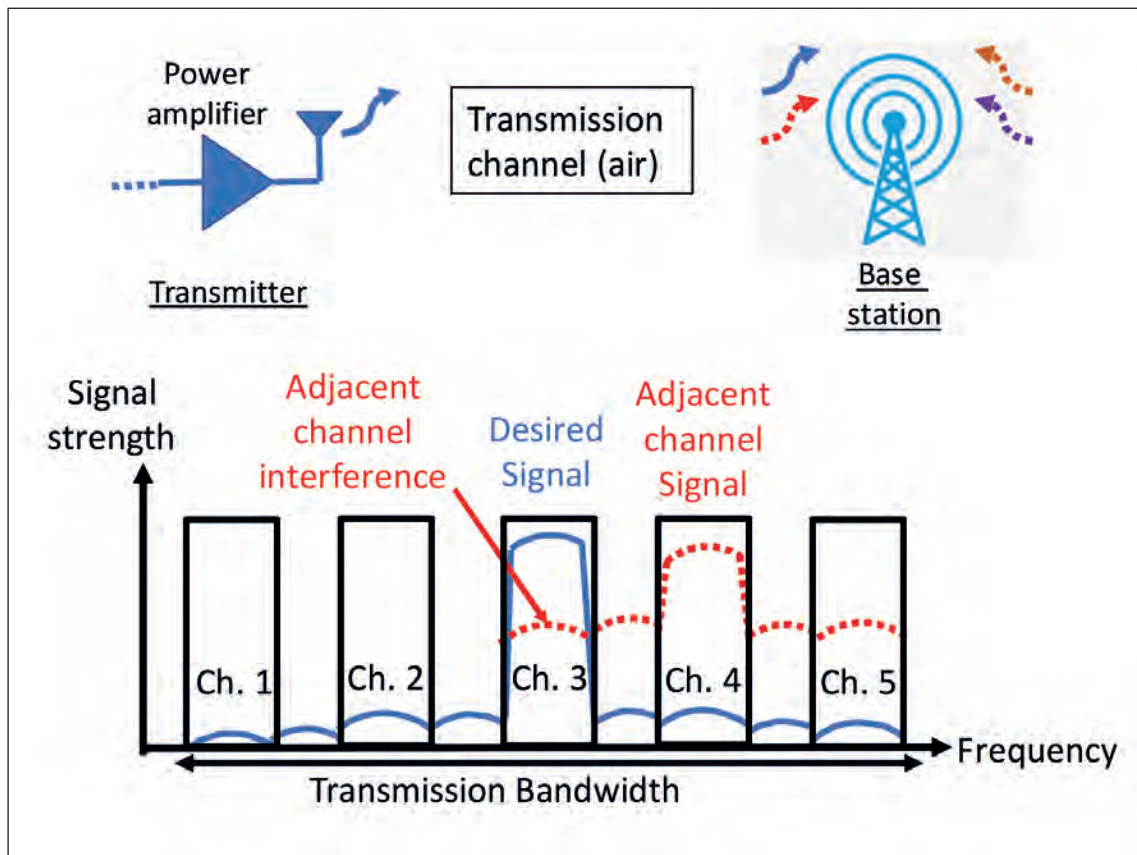 Power
amplifier
Transmission
channel (air)
Transmitter
Base
station
Signal
strength
Adjacent
channel
interference
Desired
Signal
Adjacent
channel
Signal
Ch. 1
Ch. 2
Ch. 3
Ch. 4
Ch. 5
Frequency
Transmission Bandwidth